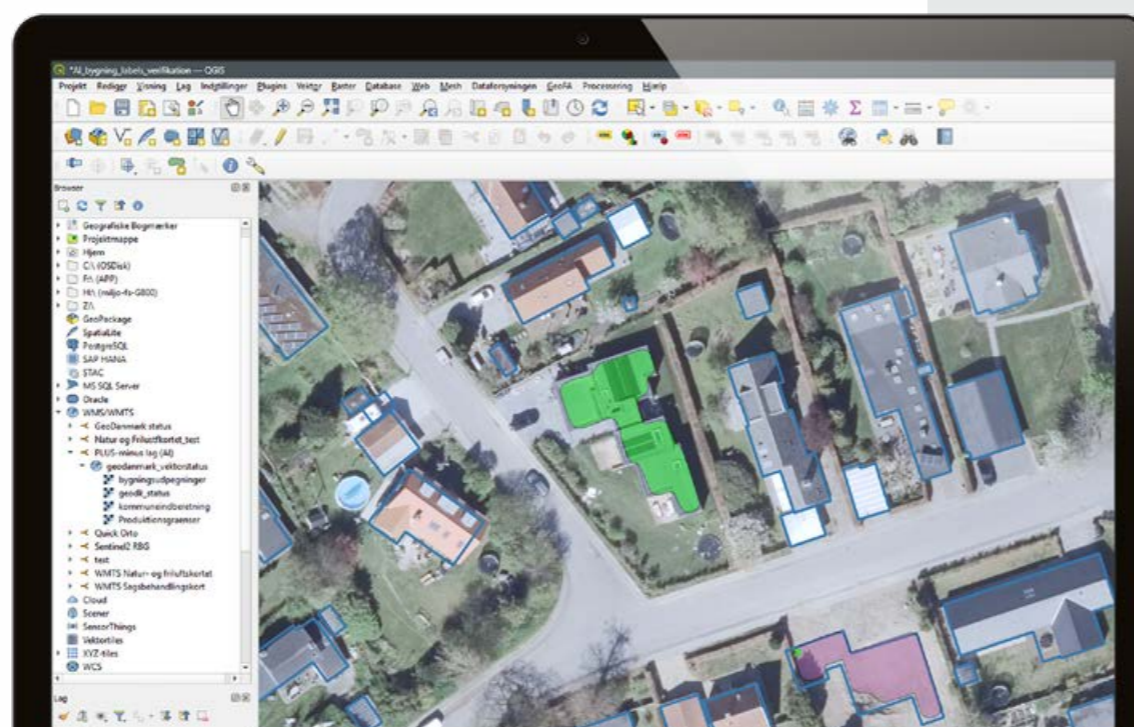 *AI_bygning_labels_verifikation — QGIS
Projekt Rediger Visning Lag Indstillinger Plugins Vektor Raster Database Web Mesh Dataforsyningen GeoFA Processering Hjælp
Browser
Geografiske Bogmærker
Projektmappe
Hjem
C:\ (OSDisk)
F:\ (APP)
H:\ (miljo-fs-G800)
Z:\
GeoPackage
SpatiaLite
PostgreSQL
SAP HANA
STAC
MS SQL Server
Oracle
WMS/WMTS
GeoDanmark status
Natur og Friluftkortet_test
PLUS-minus lag (AI)
geodanmark_vektorstatus
bygningsudpegninger
geodk_status
kommuneindberetning
Produktionsgraenser
Quick Orto
Sentinel2 RBG
test
WMTS Natur- og friluftskortet
WMTS Sagsbehandlingskort
Cloud
Scener
SensorThings
Vektortiles
XYZ-tiles
WCS
Lag